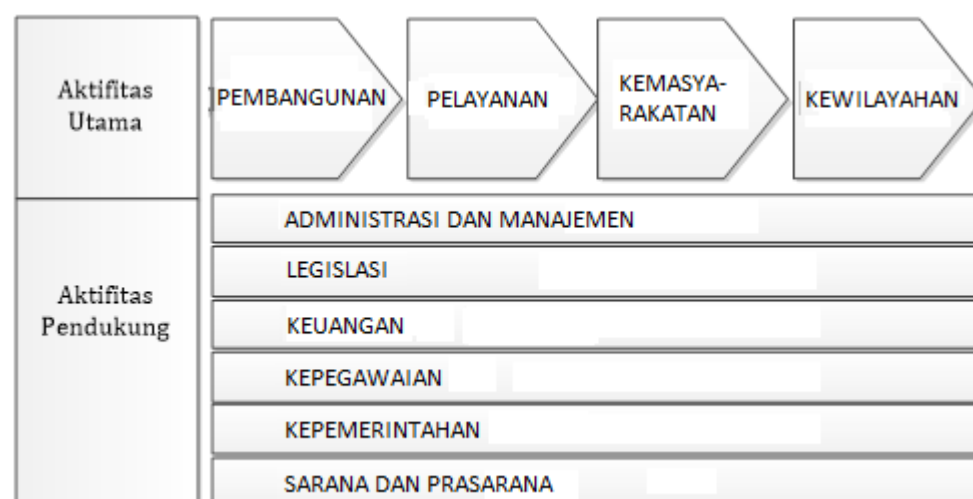 Aktifitas
Utama
PEMBANGUNAN
PELAYANAN
KEMASYA-
RAKATAN
KEWILAYAHAN
Aktifitas
Pendukung
ADMINISTRASI DAN MANAJEMEN
LEGISLASI
KEUANGAN
KEPEGAWAIAN
KEPEMERINTAHAN
SARANA DAN PRASARANA